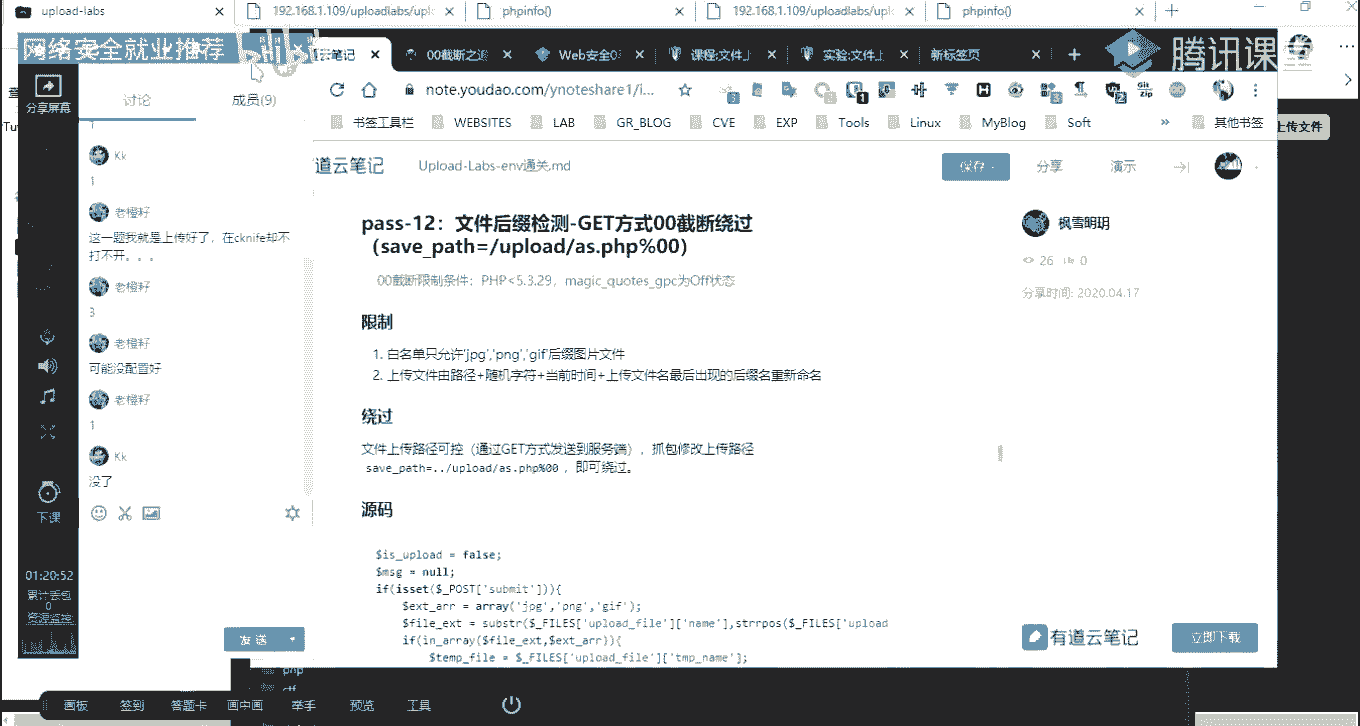 upload-labs
192.168.1.109/uploadlabs/upl
phpinfo()
192.168.1.109/uploadlabs/upl
phpinfo()
网络安全就业推荐
腾讯课堂
00截断之
课程:文件上
实验:文件上
新标签页
分享屏幕
讨论
成员(9)
note.youdao.com/ynoteshare1/i...
上传文件
书签工具栏
WEBSITES
LAB
GR_BLOG
CVE
EXP
Tools
Linux
MyBlog
Soft
»
其他书签
1
Kk
1
老橙籽
这一题我就是上传好了，在cknife却不
打不开。。。
老橙籽
3
老橙籽
可能没配置好
老橙籽
1
Kk
没了
下课
01:20:52
累计丢包
0
资源监控
发送
道云笔记
Upload-Labs-env通关.md
保存
分享
演示
pass-12：文件后缀检测-GET方式00截断绕过
（save_path=/upload/as.php%00）
00截断限制条件：PHP<5.3.29，magic_quotes_gpc为Off状态
限制
1. 白名单只允许'jpg','png','gif'后缀图片文件
2. 上传文件由路径+随机字符+当前时间+上传文件名最后出现的后缀名重新命名
绕过
文件上传路径可控（通过GET方式发送到服务端），抓包修改上传路径
save_path=../upload/as.php%00 ，即可绕过。
源码
$is_upload = false;
$msg = null;
if(isset($_POST['submit'])){
$ext_arr = array('jpg','png','gif');
$file_ext = substr($_FILES['upload_file']['name'],strrpos($_FILES['upload
if(in_array($file_ext,$ext_arr)){
$temp_file = $_FILES['upload_file']['tmp_name'];
枫雪明玥
26
0
分享时间: 2020.04.17
有道云笔记
立即下载
php
画板
签到
答题卡
画中画
举手
预览
工具